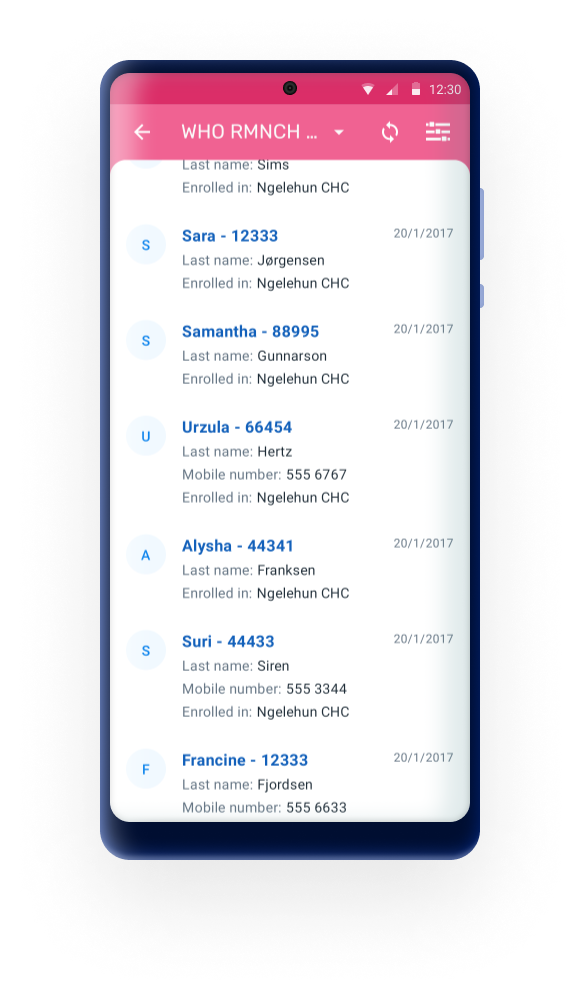 12:30
WHO RMNCH ...
Last name: Sims
Enrolled in: Ngelehun CHC
S
Sara - 12333
20/1/2017
Last name: Jørgensen
Enrolled in: Ngelehun CHC
S
Samantha - 88995
20/1/2017
Last name: Gunnarson
Enrolled in: Ngelehun CHC
U
Urzula - 66454
20/1/2017
Last name: Hertz
Mobile number: 555 6767
Enrolled in: Ngelehun CHC
A
Alysha - 44341
20/1/2017
Last name: Franksen
Enrolled in: Ngelehun CHC
S
Suri - 44433
20/1/2017
Last name: Siren
Mobile number: 555 3344
Enrolled in: Ngelehun CHC
F
Francine - 12333
20/1/2017
Last name: Fjordsen
Mobile number: 555 6633